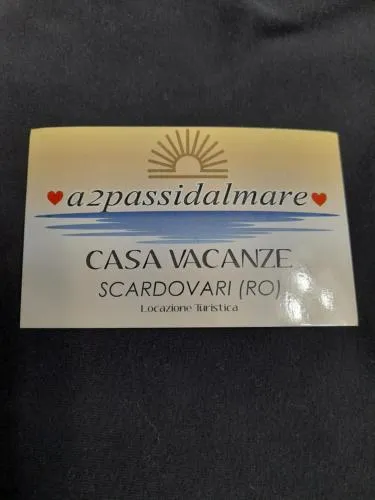 a2passidalmare
CASA VACANZE
SCARDOVARI (RO)
Locazione Turistica